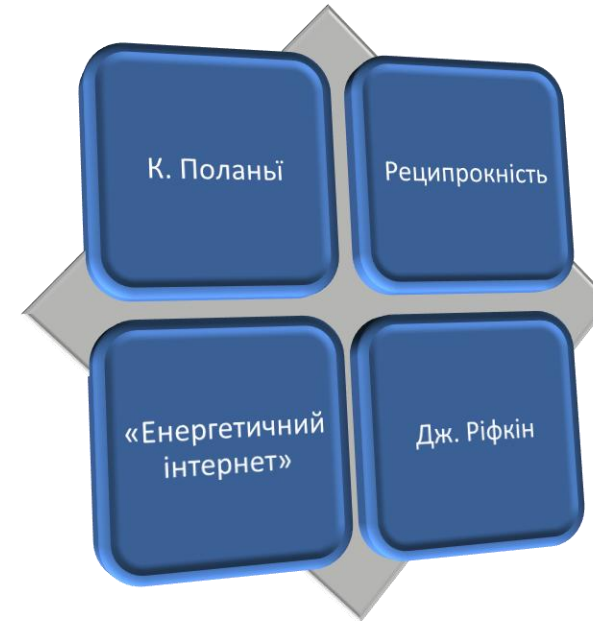 К. Поланьї
Реципрокність
«Енергетичний
інтернет»
Дж. Ріфкін